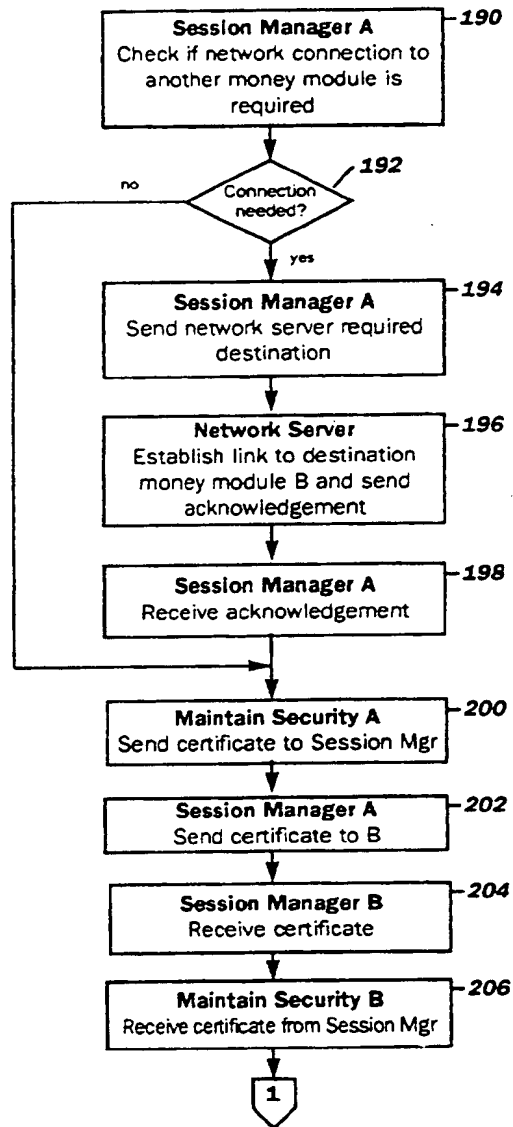 Session Manager A
190
Check if network connection to
another money module is
required
192
no
Connection
needed?
yes
Session Manager A
194
Send network server required
destination
Network Server
196
Establish link to destination
money module B and send
acknowledgement
Session Manager A
198
Receive acknowledgement
Maintain Security A
200
Send certificate to Session Mgr
Session Manager A
202
Send certificate to B
Session Manager B
204
Receive certificate
Maintain Security B
206
Receive certificate from Session Mgr
1